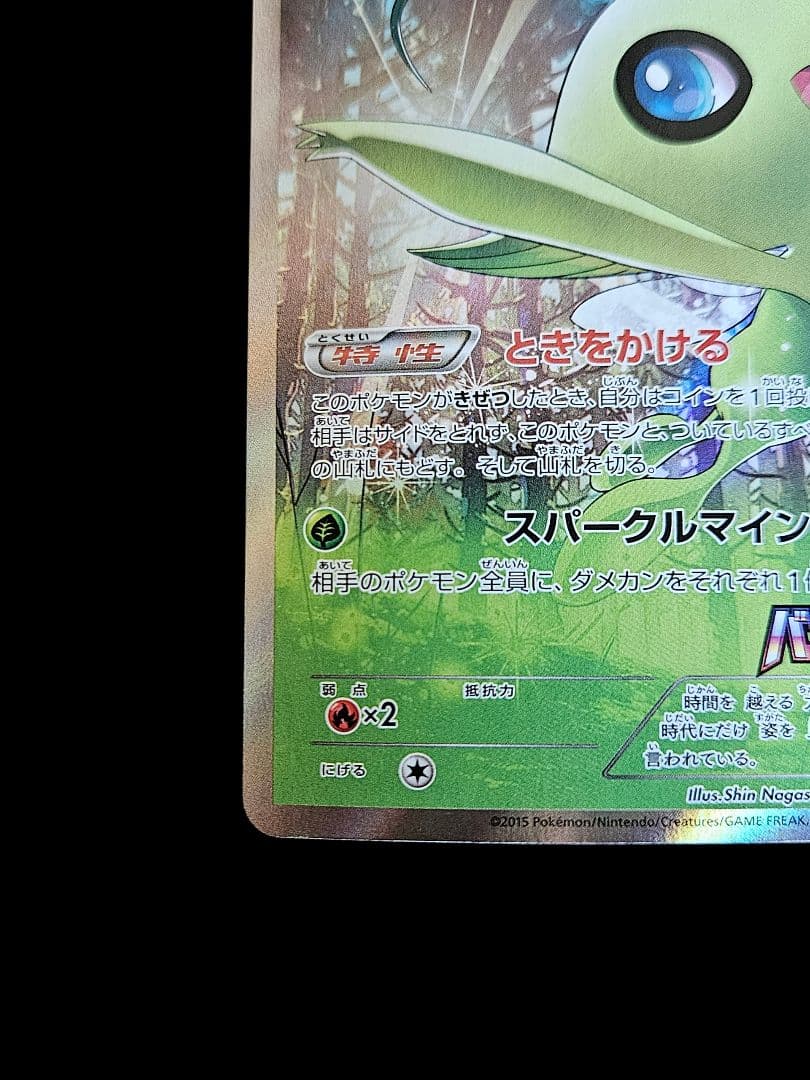 とくせい
特性 ときをかける
このポケモンがきぜつしたとき、自分はコインを1回投
相手はサイドをとれず、このポケモンと、ついているすべ
の山札にもどす。そして山札を切る。
スパークルマイン
相手のポケモン全員に、ダメカンをそれぞれ1
バ
弱点 抵抗力
×2
にげる
時間を 越える
時代にだけ 姿を
言われている。
Illus.Shin Nagas
©2015 Pokémon/Nintendo/Creatures/GAME FREAK.